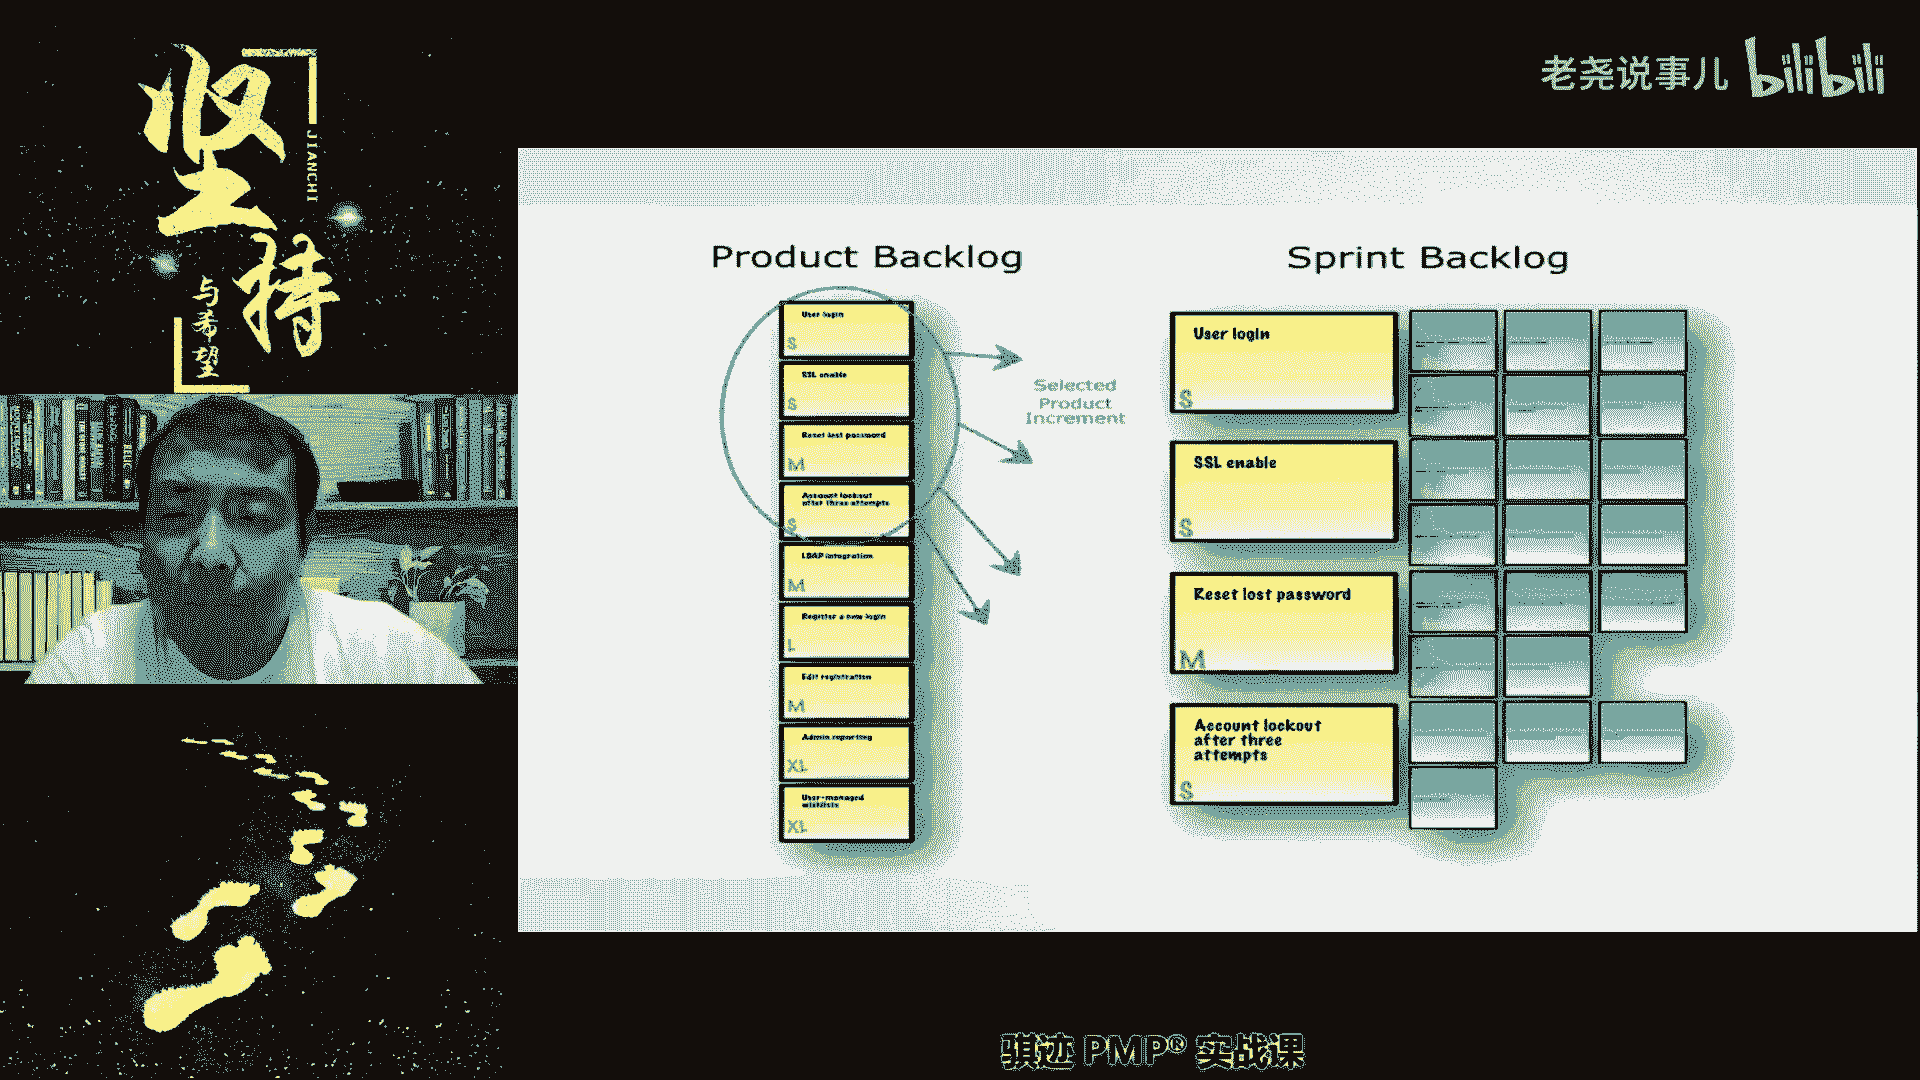 坚持
JIANCHI
与希望
老尧说事儿 bilibili
Product Backlog
User login
S
SSL enable
S
Reset lost password
M
Account lockout
after three attempts
S
LDAP integration
M
Register a new login
L
Edit registration
M
Admin reporting
XL
User-managed
wishlists
XL
Selected
Product
Increment
Sprint Backlog
User login
S
SSL enable
S
Reset lost password
M
Account lockout
after three
attempts
S
骐迹 PMP® 实战课